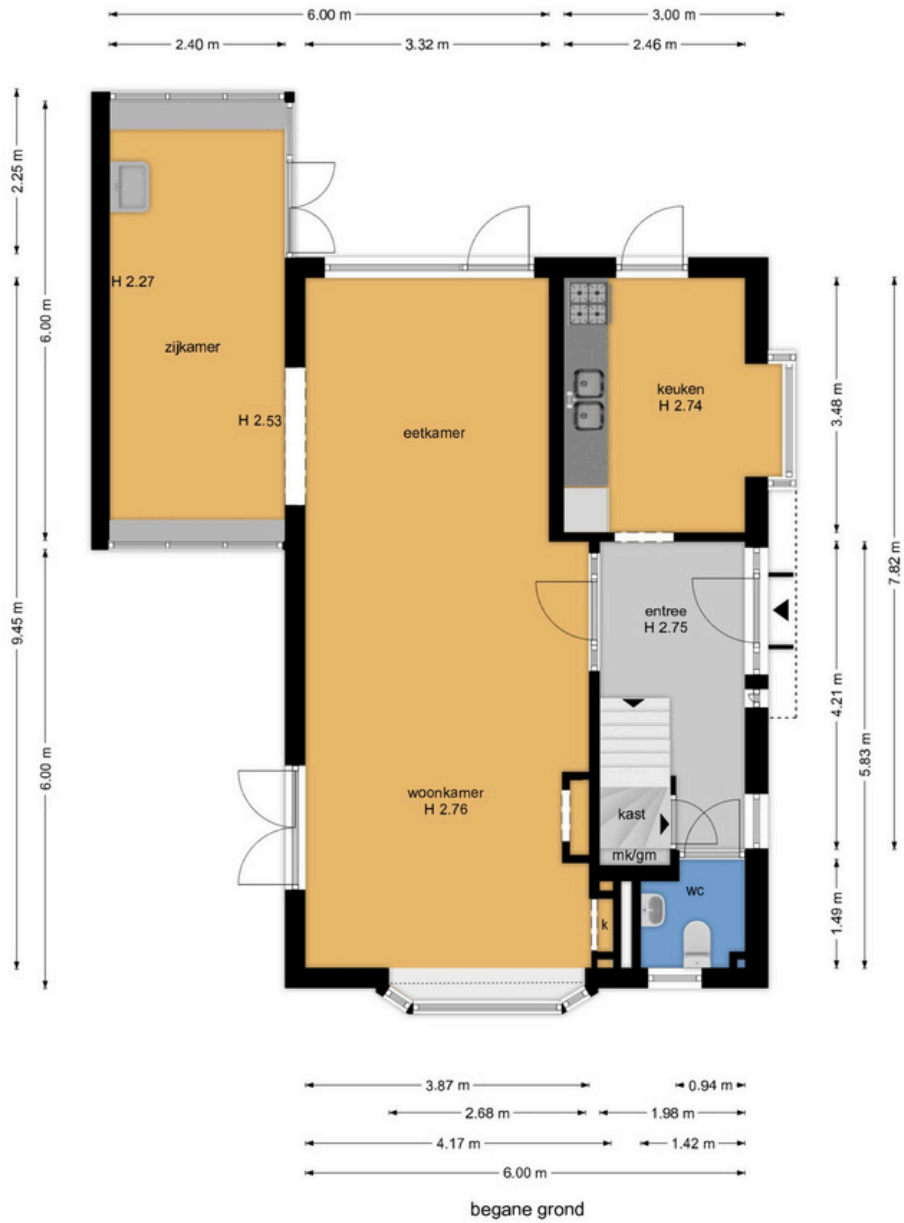 6.00 m
3.00 m
2.40 m
3.32 m
2.46 m
2.25 m
6.00 m
9.45 m
6.00 m
H 2.27
zijkamer
H 2.53
eetkamer
keuken
H 2.74
3.48 m
7.82 m
entree
H 2.75
4.21 m
5.83 m
woonkamer
H 2.76
kast
mk/gm
wc
k
1.49 m
3.87 m
0.94 m
2.68 m
1.98 m
4.17 m
1.42 m
6.00 m
begane grond